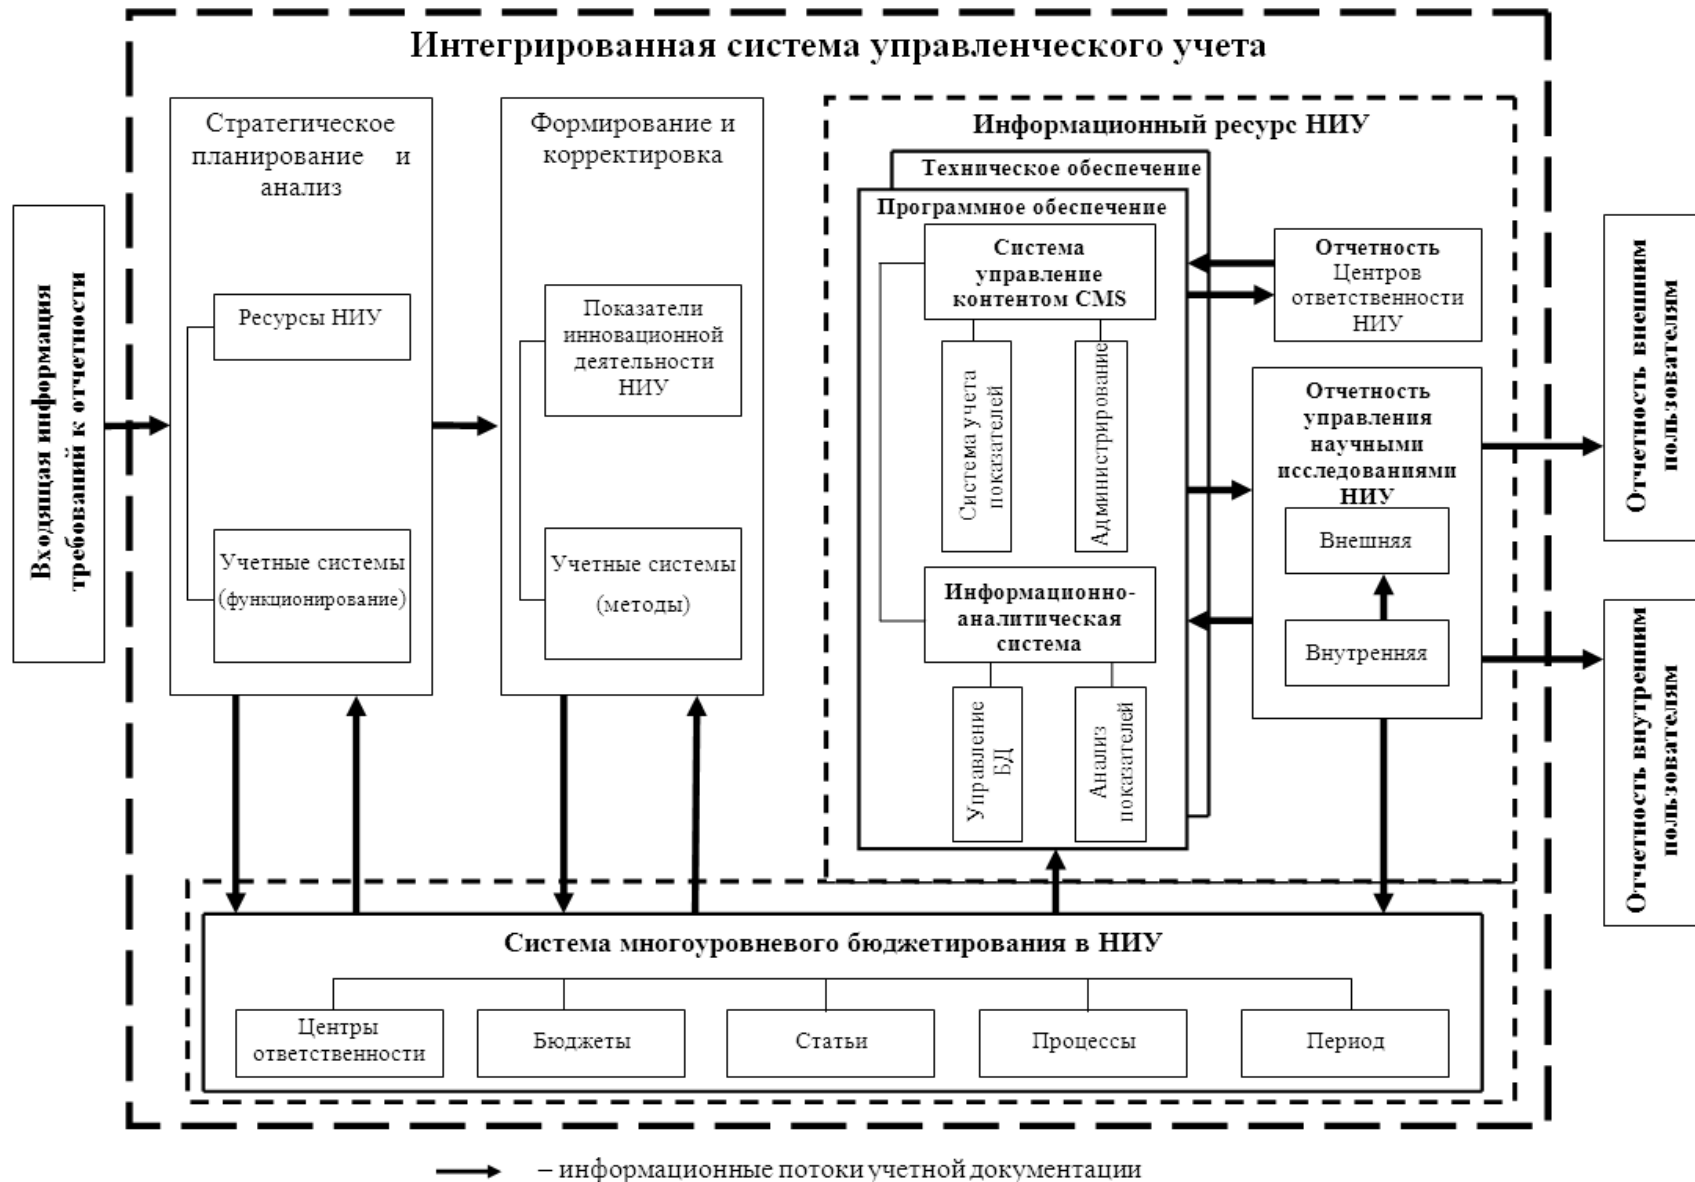 Интегрированная система управленческого учета
Входящая информация
требований к отчетности
Стратегическое
планирование и
анализ
Ресурсы НИУ
Учетные системы
(функционирование)
Формирование и
корректировка
Показатели
инновационной
деятельности
НИУ
Учетные системы
(методы)
Информационный ресурс НИУ
Техническое обеспечение
Программное обеспечение
Система
управление
контентом CMS
Система учета
показателей
Администрирование
Информационно-
аналитическая
система
Управление
БД
Анализ
показателей
Отчетность
Центров
ответственности
НИУ
Отчетность
управления
научными
исследованиями
НИУ
Внешняя
Внутренняя
Отчетность внешним
пользователям
Отчетность внутренним
пользователям
Система многоуровневого бюджетирования в НИУ
Центры
ответственности
Бюджеты
Статьи
Процессы
Период
– информационные потоки учетной документации